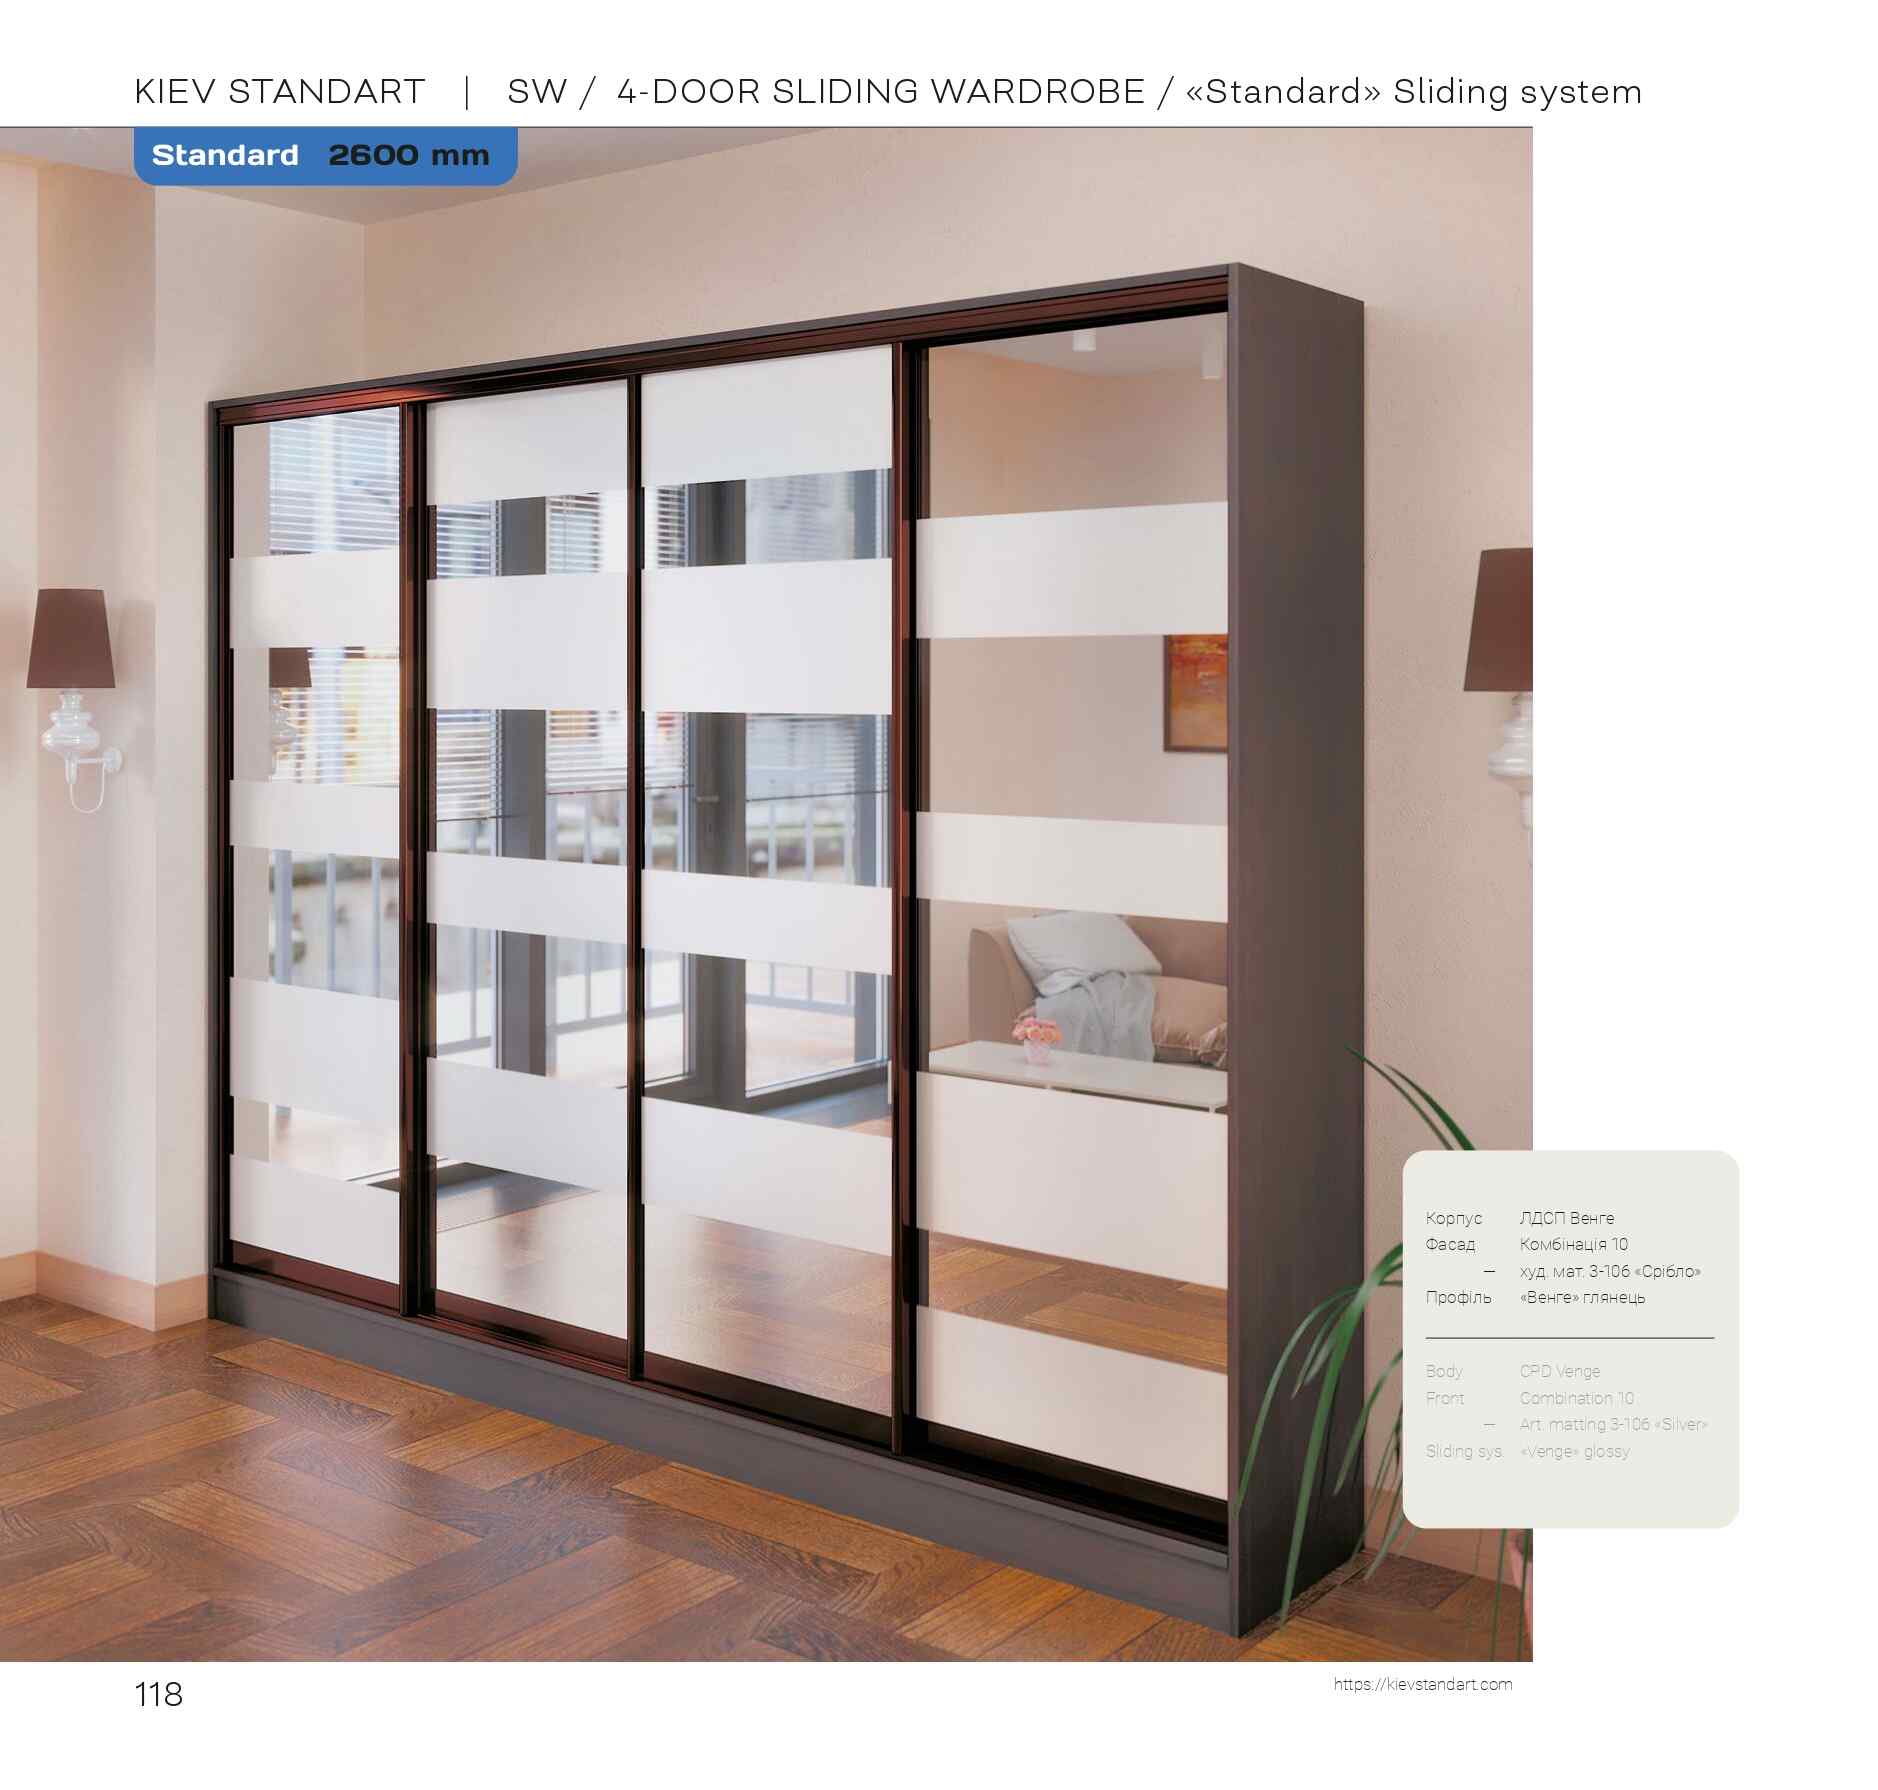 KIEV STANDART | SW / 4-DOOR SLIDING WARDROBE / «Standard» Sliding system
Standard 2600 mm
Корпус ЛДСП Венге
Фасад Комбінація 10
— худ. мат. 3-106 «Срібло»
Профіль «Венге» глянець
Body CPD Venge
Front Combination 10
— Art. matting 3-106 «Silver»
Sliding sys. «Venge» glossy
118
https://kievstandart.com